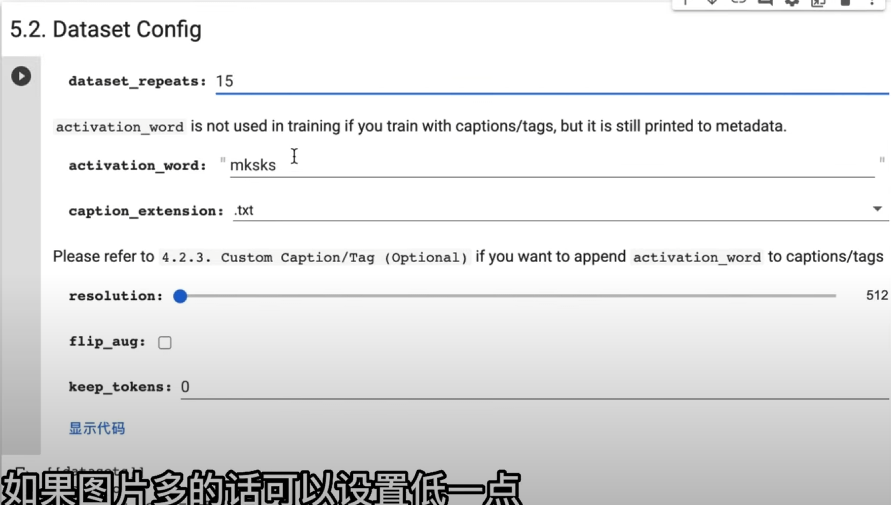 5.2. Dataset Config
dataset_repeats: 15
activation_word is not used in training if you train with captions/tags, but it is still printed to metadata.
activation_word: " mksks "
caption_extension: .txt
Please refer to 4.2.3. Custom Caption/Tag (Optional) if you want to append activation_word to captions/tags
resolution: 512
flip_aug:
keep_tokens: 0
显示代码
如果图片多的话可以设置低一点